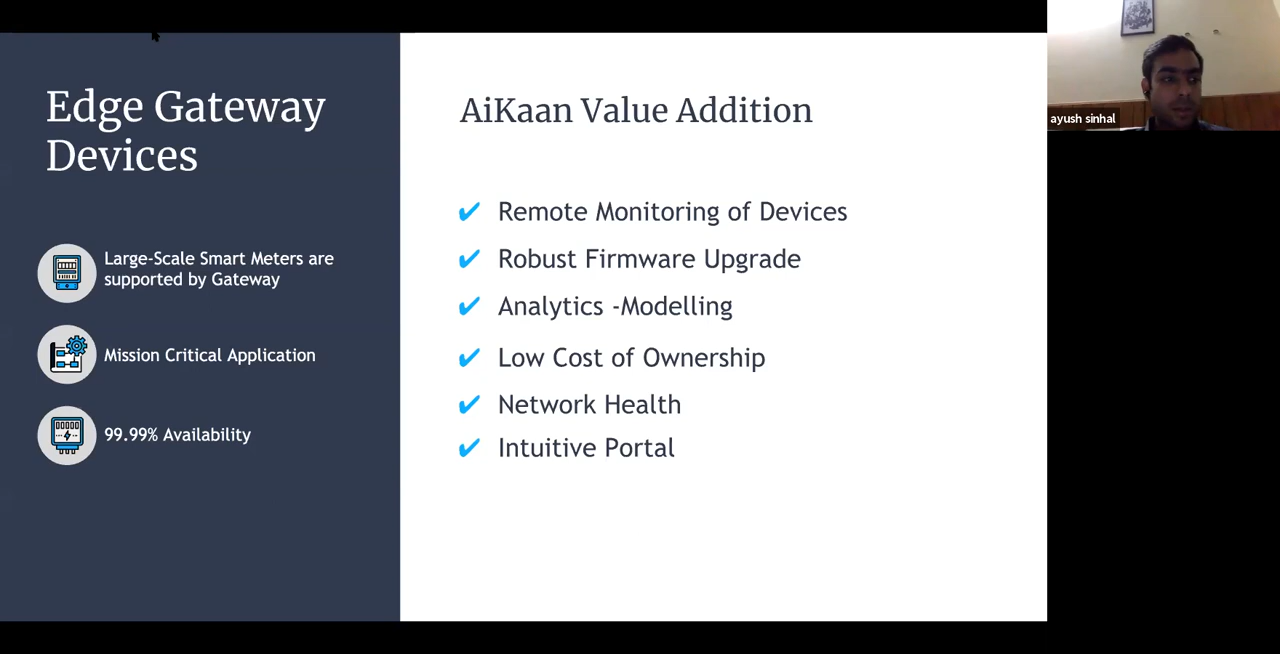 Edge Gateway
Devices
Large-Scale Smart Meters are
supported by Gateway
Mission Critical Application
99.99% Availability
AiKaan Value Addition
✔ Remote Monitoring of Devices
✔ Robust Firmware Upgrade
✔ Analytics -Modelling
✔ Low Cost of Ownership
✔ Network Health
✔ Intuitive Portal
ayush sinhal